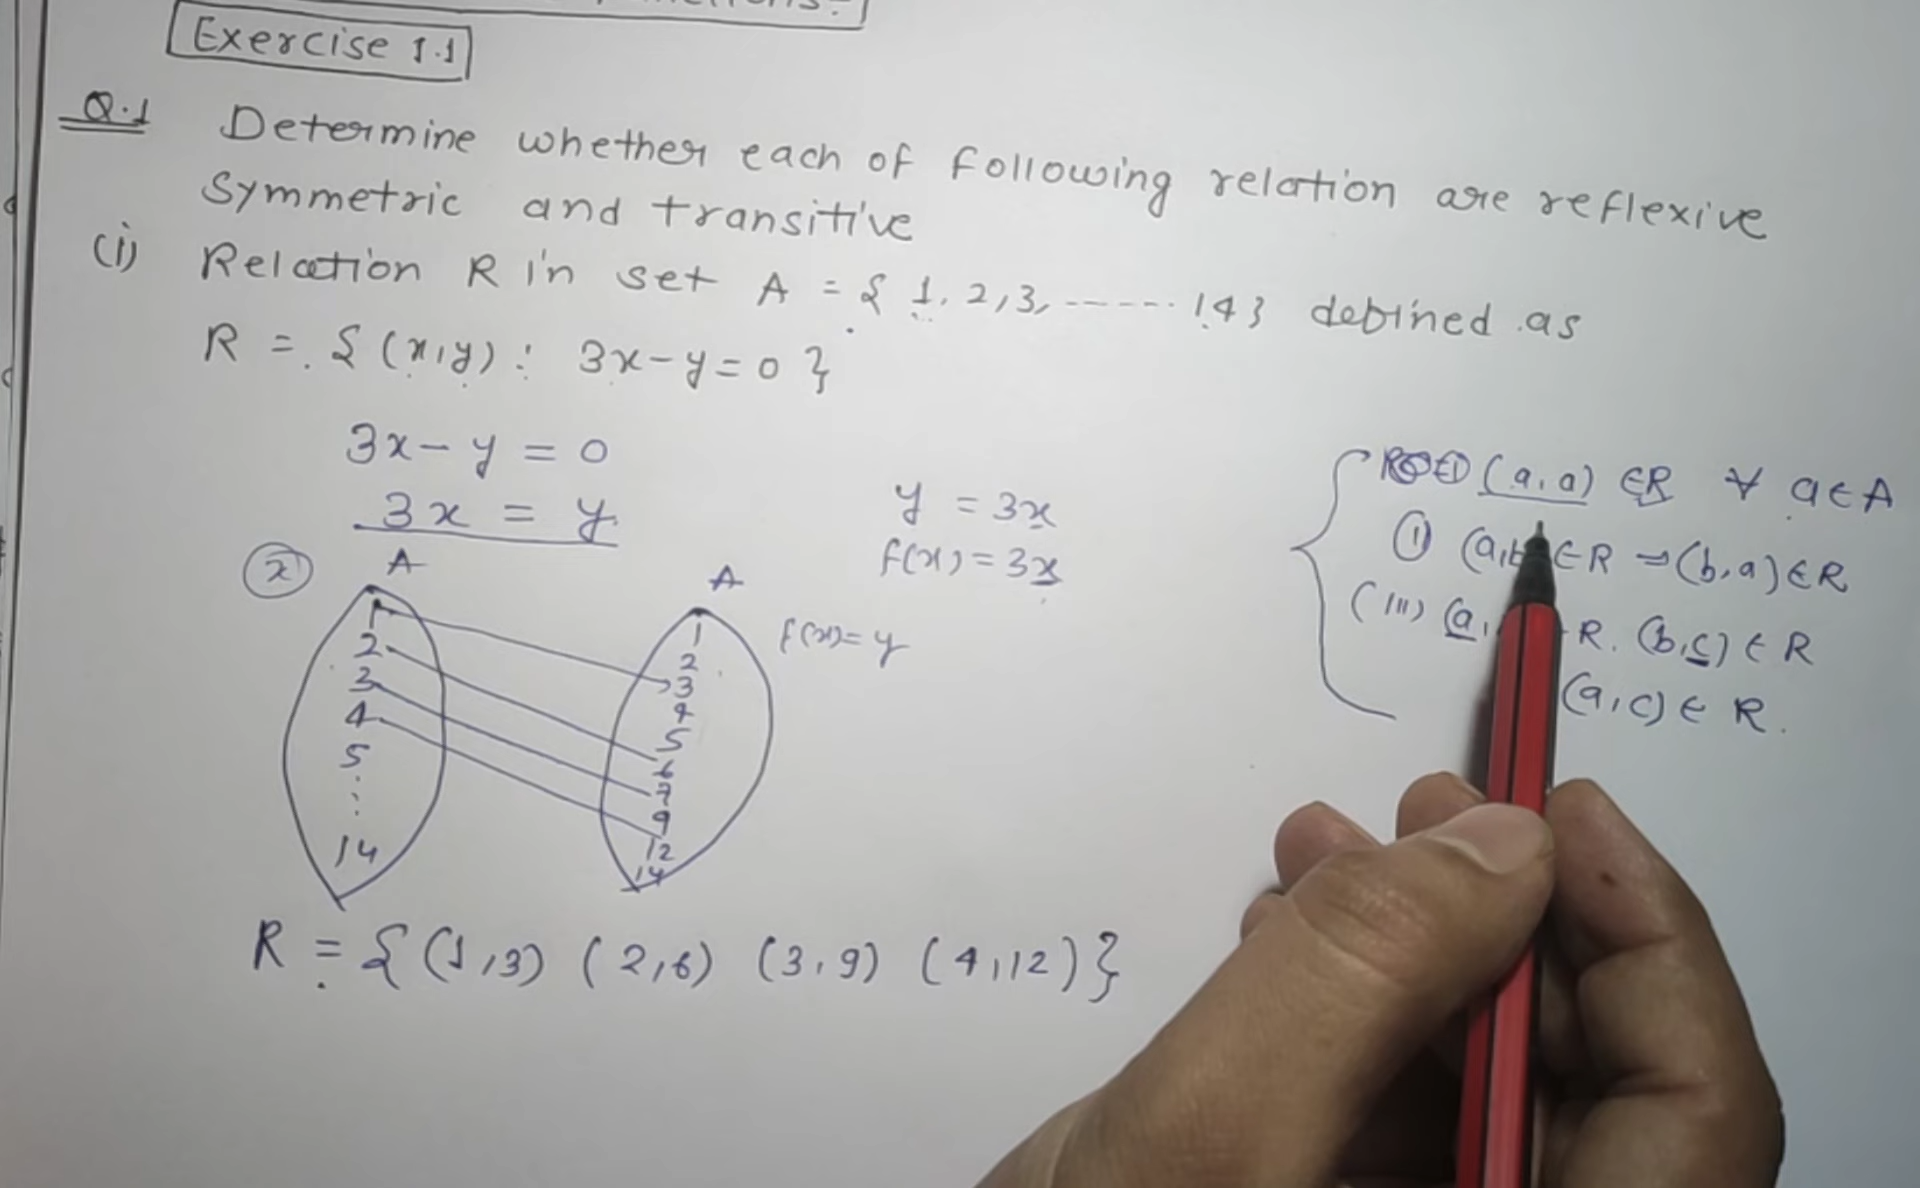 Exercise 1.1
Q.1 Determine whether each of following relation are reflexive
Symmetric and transitive
(i) Relation R in set A = { 1, 2, 3, ------ 14 } defined as
R = { (x, y) : 3x - y = 0 }
3x - y = 0
3x = y
y = 3x
f(x) = 3x
(a, a) ∈ R ∀ a ∈ A
(a, ∈ R → (b, a) ∈ R
(iii) (a, R. (b, c) ∈ R
(a, c) ∈ R.
x
A
A
f(x) = y
1
2
3
4
5
14
1
2
3
4
5
6
7
9
12
14
R = { (1, 3) (2, 6) (3, 9) (4, 12) }